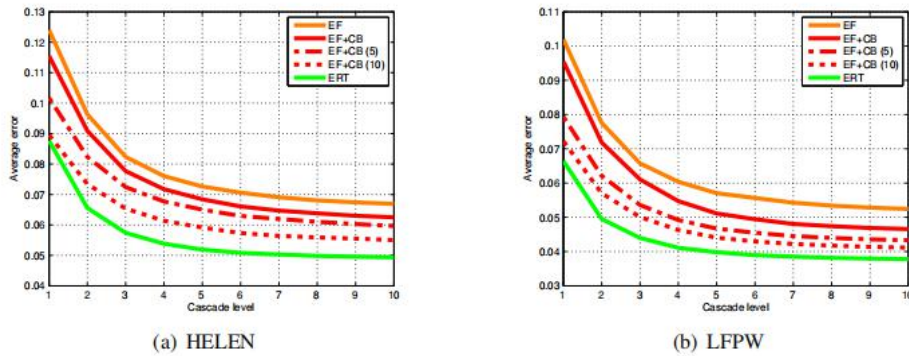 0.13
0.12
0.11
0.1
0.09
0.08
0.07
0.06
0.05
0.04
Average error
1 2 3 4 5 6 7 8 9 10
Cascade level
EF
EF+CB
EF+CB (5)
EF+CB (10)
ERT
(a) HELEN
0.11
0.1
0.09
0.08
0.07
0.06
0.05
0.04
0.03
Average error
1 2 3 4 5 6 7 8 9 10
Cascade level
EF
EF+CB
EF+CB (5)
EF+CB (10)
ERT
(b) LFPW